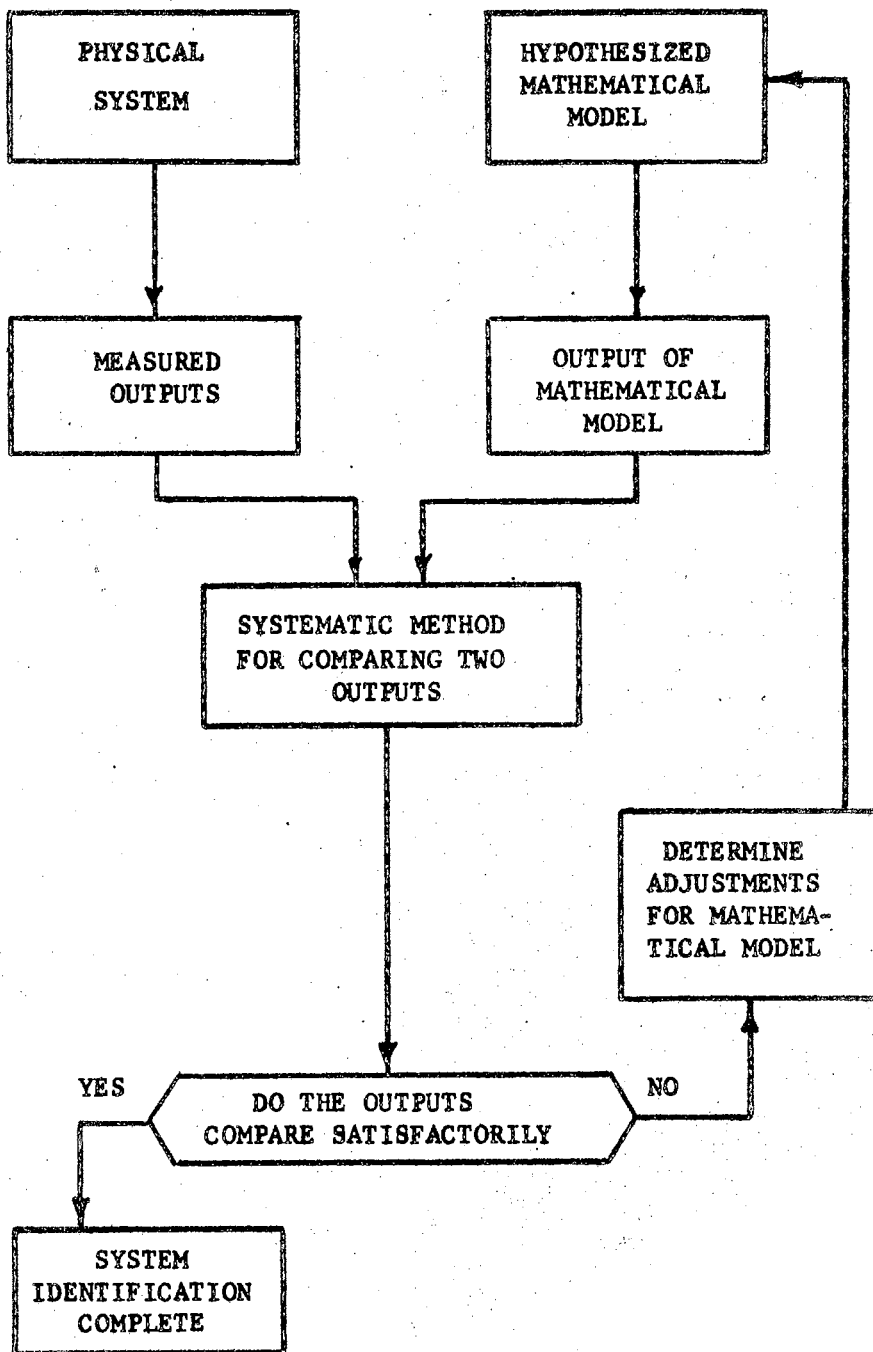 PHYSICAL
SYSTEM
HYPOTHESIZED
MATHEMATICAL
MODEL
MEASURED
OUTPUTS
OUTPUT OF
MATHEMATICAL
MODEL
SYSTEMATIC METHOD
FOR COMPARING TWO
OUTPUTS
DETERMINE
ADJUSTMENTS
FOR MATHEMA-
TICAL MODEL
YES
DO THE OUTPUTS
COMPARE SATISFACTORILY
NO
SYSTEM
IDENTIFICATION
COMPLETE